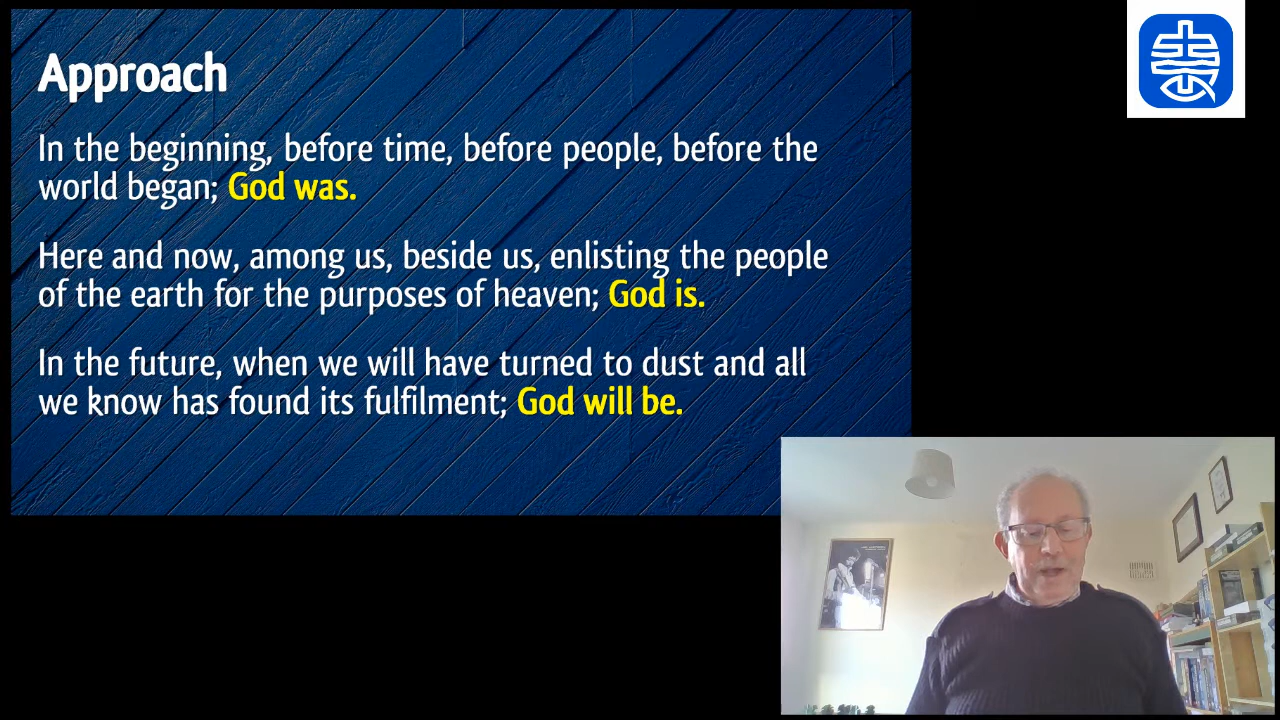 Approach
In the beginning, before time, before people, before the
world began; God was.
Here and now, among us, beside us, enlisting the people
of the earth for the purposes of heaven; God is.
In the future, when we will have turned to dust and all
we know has found its fulfilment; God will be.